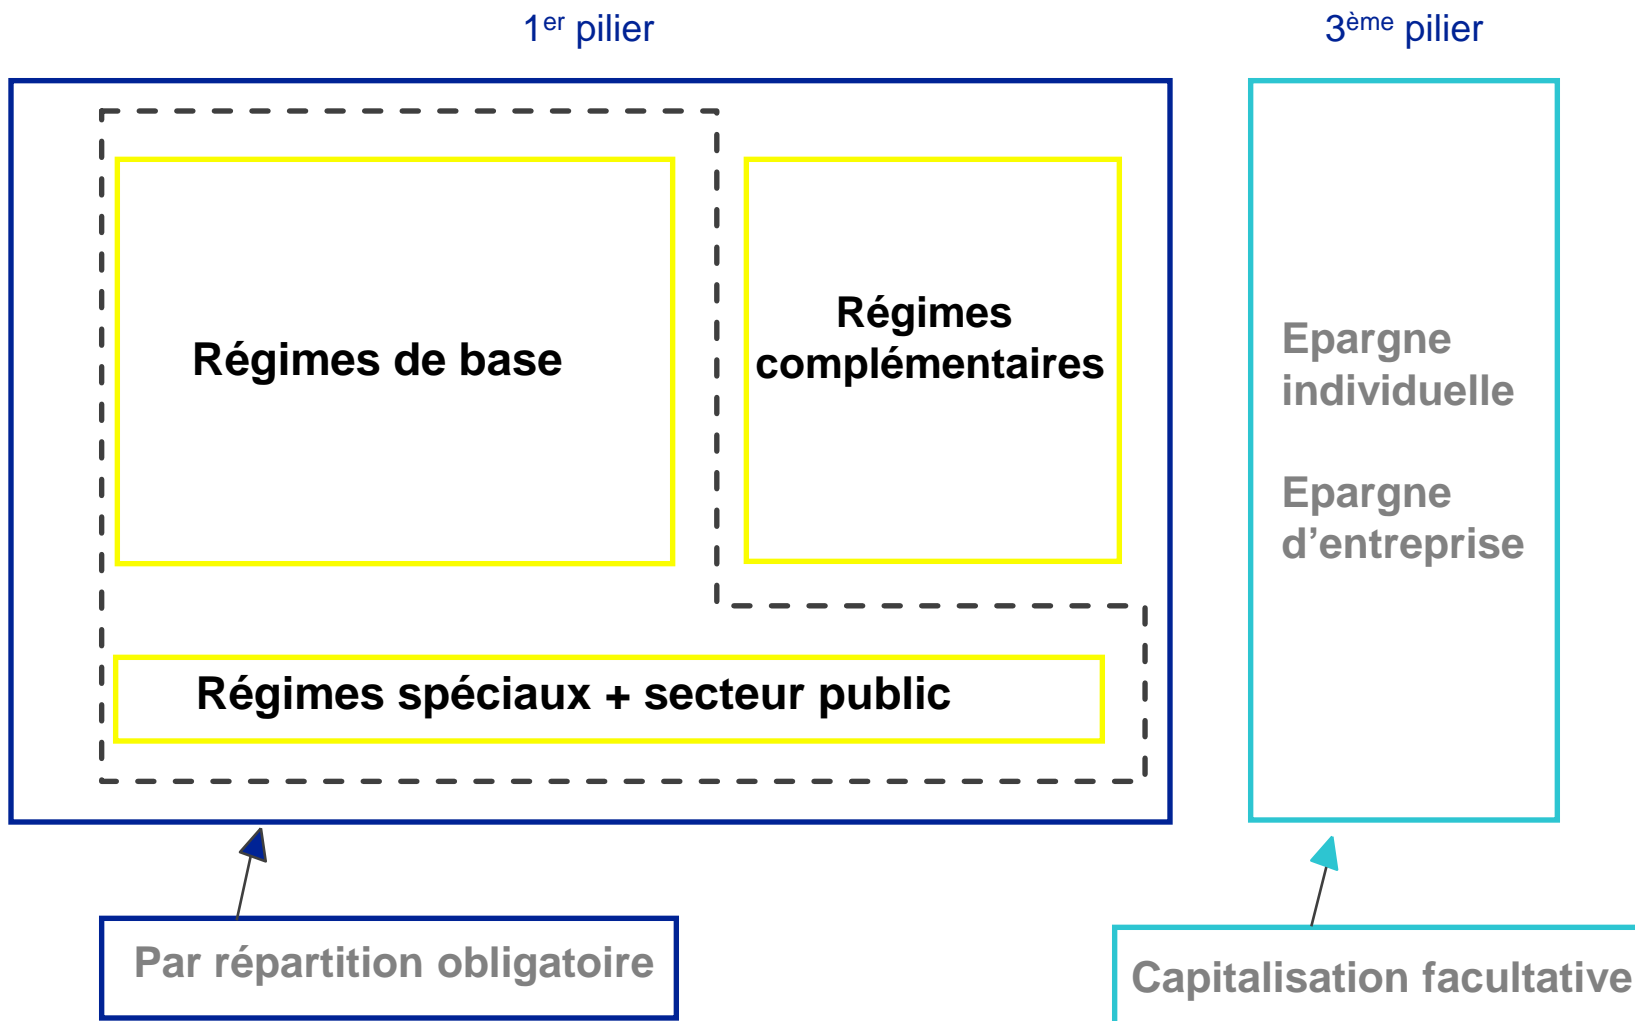 1er pilier
3ème pilier
Régimes de base
Régimes
complémentaires
Epargne
individuelle
Epargne
d’entreprise
Régimes spéciaux + secteur public
Par répartition obligatoire
Capitalisation facultative